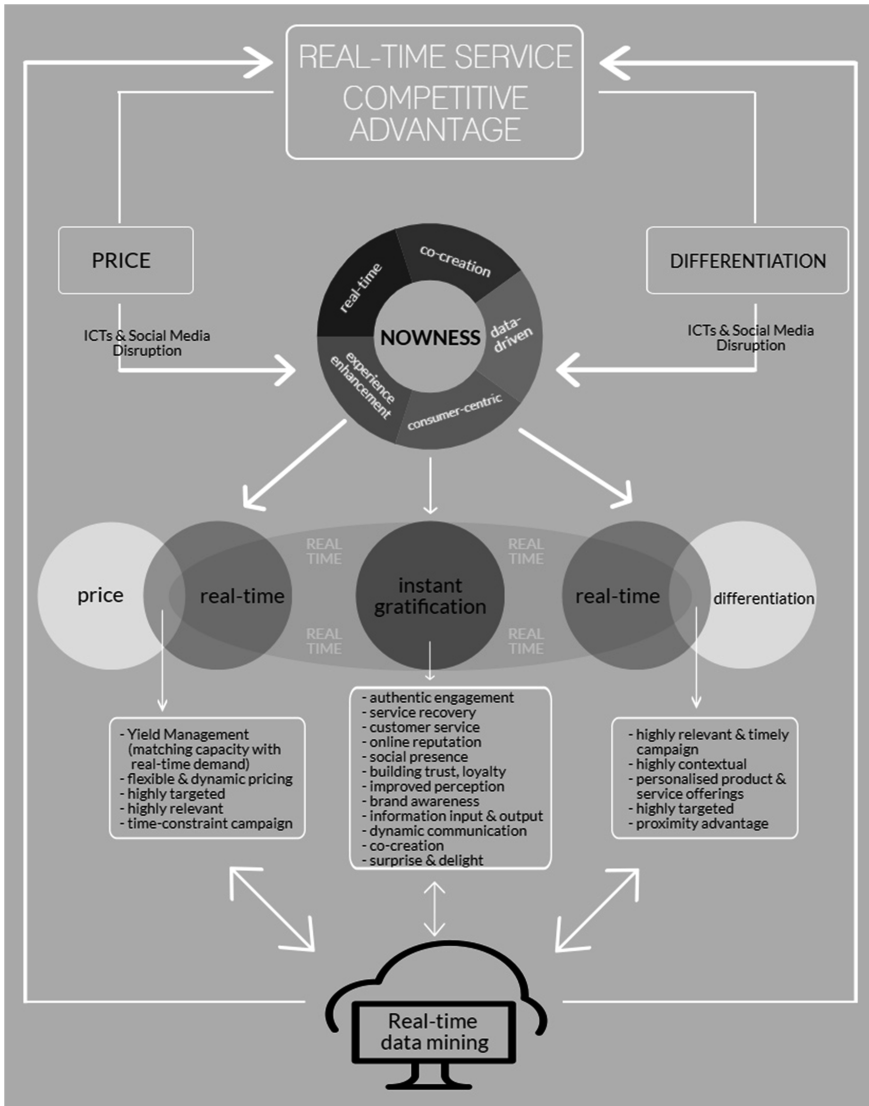 REAL-TIME SERVICE
COMPETITIVE
ADVANTAGE
PRICE
DIFFERENTIATION
ICTs & Social Media
Disruption
ICTs & Social Media
Disruption
real-time
co-creation
data-
driven
consumer-centric
experience
enhancement
NOWNESS
price
real-time
REAL
TIME
REAL
TIME
instant
gratification
REAL
TIME
REAL
TIME
real-time
differentiation
- Yield Management
(matching capacity with
real-time demand)
- flexible & dynamic pricing
- highly targeted
- highly relevant
- time-constraint campaign
- authentic engagement
- service recovery
- customer service
- online reputation
- social presence
- building trust, loyalty
- improved perception
- brand awareness
- information input & output
- dynamic communication
- co-creation
- surprise & delight
- highly relevant & timely
campaign
- highly contextual
- personalised product &
service offerings
- highly targeted
- proximity advantage
Real-time
data mining